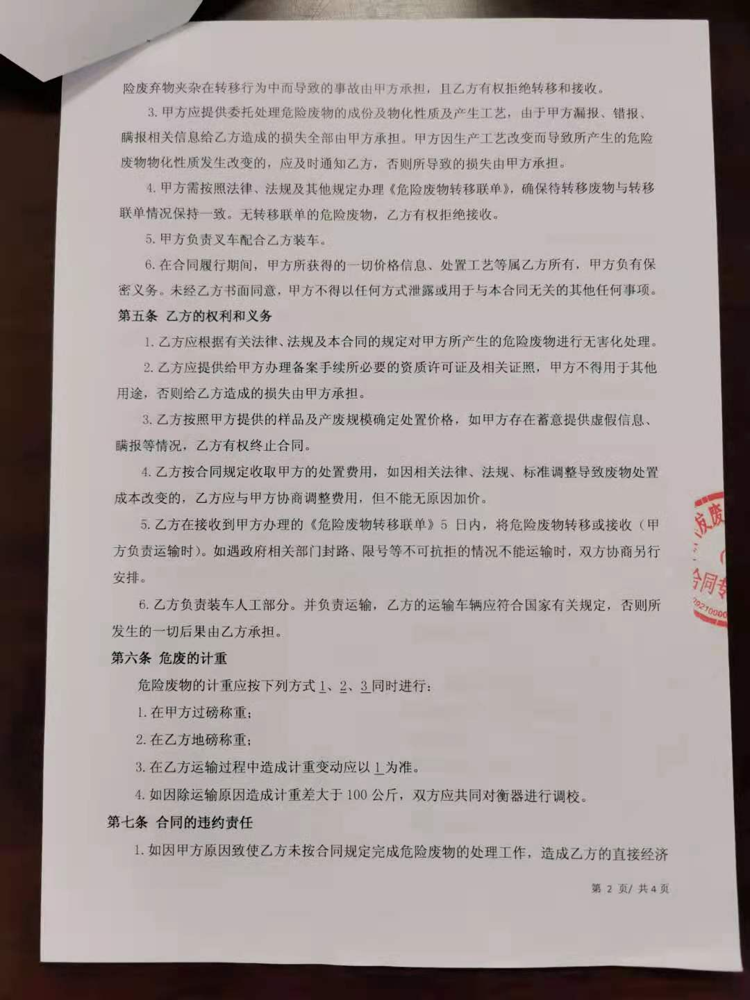 险废弃物夹杂在转移行为中而导致的事故由甲方承担，且乙方有权拒绝转移和接收。
3. 甲方应提供委托处理危险废物的成份及物化性质及产生工艺，由于甲方漏报、错报、
瞒报相关信息给乙方造成的损失全部由甲方承担。甲方因生产工艺改变而导致所产生的危险
废物物化性质发生改变的，应及时通知乙方，否则所导致的损失由甲方承担。
4. 甲方需按照法律、法规及其他规定办理《危险废物转移联单》，确保待转移废物与转移
联单情况保持一致。无转移联单的危险废物，乙方有权拒绝接收。
5. 甲方负责叉车配合乙方装车。
6. 在合同履行期间，甲方所获得的一切价格信息、处置工艺等属乙方所有，甲方负有保
密义务。未经乙方书面同意，甲方不得以任何方式泄露或用于与本合同无关的其他任何事项。
第五条 乙方的权利和义务
1. 乙方应根据有关法律、法规及本合同的规定对甲方所产生的危险废物进行无害化处理。
2. 乙方应提供给甲方办理备案手续所必要的资质许可证及相关证照，甲方不得用于其他
用途，否则给乙方造成的损失由甲方承担。
3. 乙方按照甲方提供的样品及产废规模确定处置价格，如甲方存在蓄意提供虚假信息、
瞒报等情况，乙方有权终止合同。
4. 乙方按合同规定收取甲方的处置费用，如因相关法律、法规、标准调整导致废物处置
成本改变的，乙方应与甲方协商调整费用，但不能无原因加价。
5. 乙方在接收到甲方办理的《危险废物转移联单》5 日内，将危险废物转移或接收（甲
方负责运输时）。如遇政府相关部门封路、限号等不可抗拒的情况不能运输时，双方协商另行
安排。
6. 乙方负责装车人工部分。并负责运输，乙方的运输车辆应符合国家有关规定，否则所
发生的一切后果由乙方承担。
第六条 危废的计重
危险废物的计重应按下列方式 1、2、3 同时进行：
1. 在甲方过磅称重；
2. 在乙方地磅称重；
3. 在乙方运输过程中造成计重变动应以 1 为准。
4. 如因除运输原因造成计重差大于 100 公斤，双方应共同对衡器进行调校。
第七条 合同的违约责任
1. 如因甲方原因致使乙方未按合同规定完成危险废物的处理工作，造成乙方的直接经济
第 2 页/ 共 4 页
废
合同专
0921000